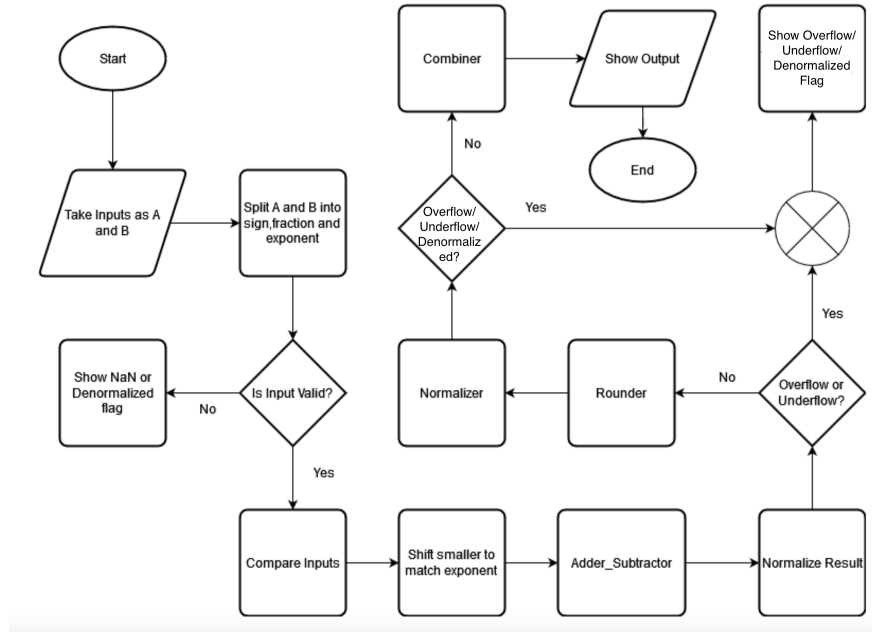 Start
Take Inputs as A
and B
Split A and B into
sign,fraction and
exponent
Is Input Valid?
No
Show NaN or
Denormalized
flag
Yes
Compare Inputs
Shift smaller to
match exponent
Adder_Subtractor
Normalize Result
Overflow or
Underflow?
No
Rounder
Normalizer
Yes
Overflow/
Underflow/
Denormaliz
ed?
Yes
No
Combiner
Show Output
End
Show Overflow/
Underflow/
Denormalized
Flag